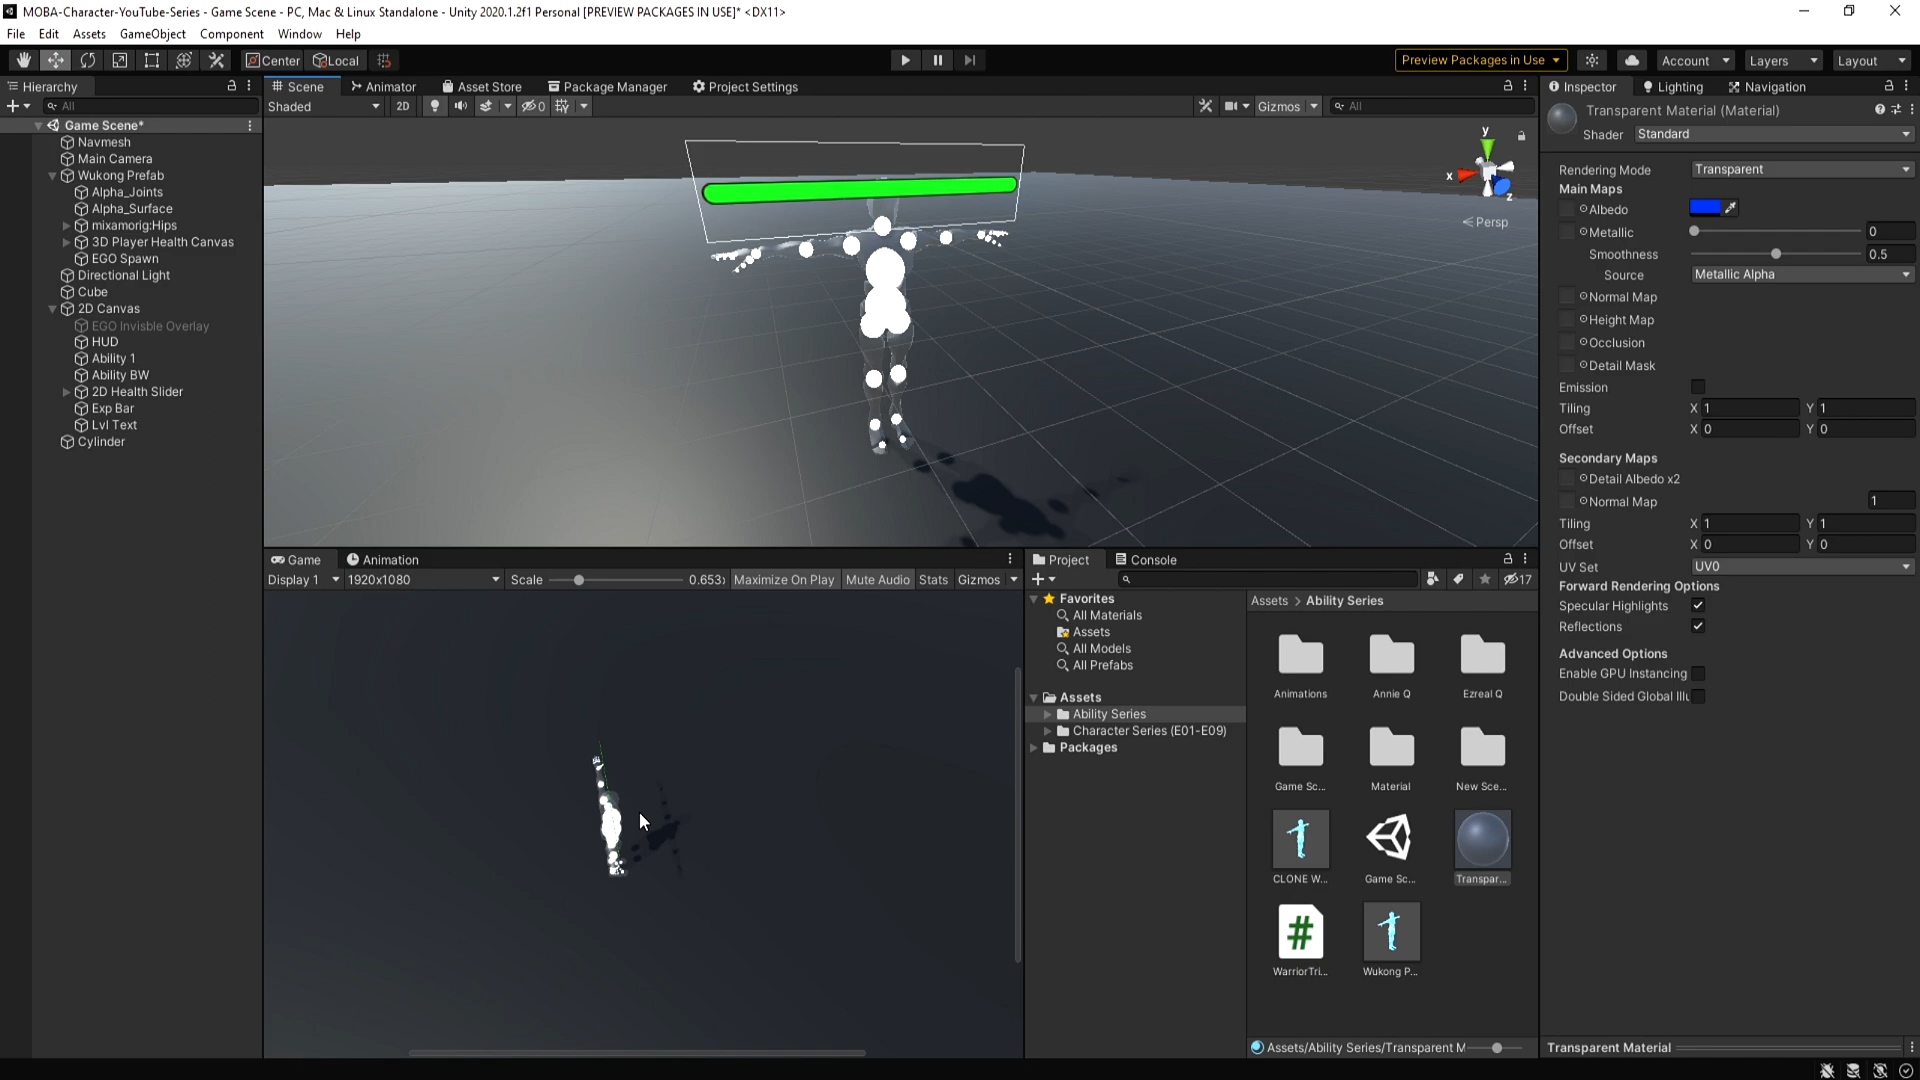 MOBA-Character-YouTube-Series - Game Scene - PC, Mac & Linux Standalone - Unity 2020.1.2f1 Personal [PREVIEW PACKAGES IN USE]* <DX11>
File Edit Assets GameObject Component Window Help
Center Local Preview Packages in Use Account Layers Layout
Hierarchy
All
Game Scene*
Navmesh
Main Camera
Wukong Prefab
Alpha_Joints
Alpha_Surface
mixamorig:Hips
3D Player Health Canvas
EGO Spawn
Directional Light
Cube
2D Canvas
EGO Invisble Overlay
HUD
Ability 1
Ability BW
2D Health Slider
Exp Bar
Lvl Text
Cylinder
Scene Animator Asset Store Package Manager Project Settings
Shaded 2D 0 Gizmos All
y
x
z
Persp
Game Animation
Display 1 1920x1080 Scale 0.653x Maximize On Play Mute Audio Stats Gizmos
Project Console
17
Favorites
All Materials
Assets
All Models
All Prefabs
Assets
Ability Series
Character Series (E01-E09)
Packages
Assets > Ability Series
Animations Annie Q Ezreal Q
Game Sc... Material New Sce...
CLONE W... Game Sc... Transpar...
WarriorTri... Wukong P...
#
Assets/Ability Series/Transparent M
Inspector Lighting Navigation
Transparent Material (Material)
Shader Standard
Rendering Mode Transparent
Main Maps
Albedo
Metallic 0
Smoothness 0.5
Source Metallic Alpha
Normal Map
Height Map
Occlusion
Detail Mask
Emission
Tiling X 1 Y 1
Offset X 0 Y 0
Secondary Maps
Detail Albedo x2
Normal Map 1
Tiling X 1 Y 1
Offset X 0 Y 0
UV Set UV0
Forward Rendering Options
Specular Highlights
Reflections
Advanced Options
Enable GPU Instancing
Double Sided Global Illu
Transparent Material